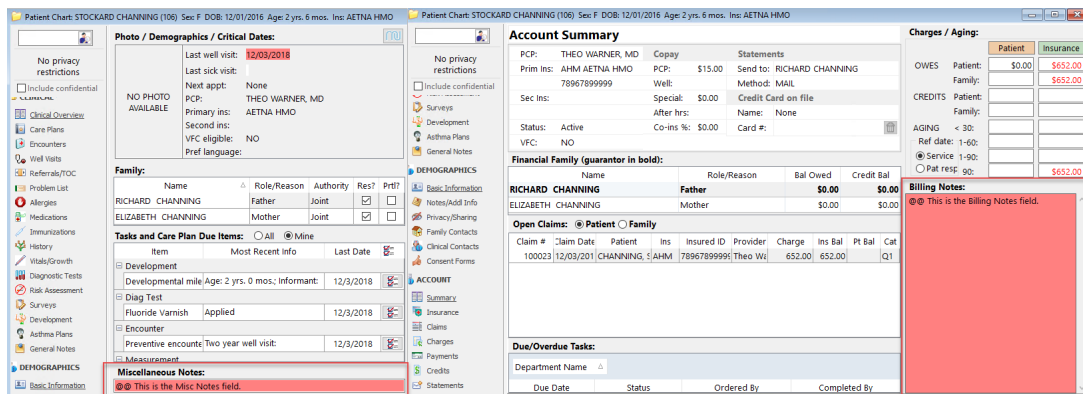 Patient Chart: STOCKARD CHANNING (106) Sex: F DOB: 12/01/2016 Age: 2 yrs. 6 mos. Ins: AETNA HMO
No privacy
restrictions
Include confidential
CLINICAL
Clinical Overview
Care Plans
Encounters
Well Visits
Referrals/TOC
Problem List
Allergies
Medications
Immunizations
History
Vitals/Growth
Diagnostic Tests
Risk Assessment
Surveys
Development
Asthma Plans
General Notes
DEMOGRAPHICS
Basic Information
Photo / Demographics / Critical Dates:
NO PHOTO
AVAILABLE
Last well visit: 12/03/2018
Last sick visit:
Next appt: None
PCP: THEO WARNER, MD
Primary ins: AETNA HMO
Second ins:
VFC eligible: NO
Pref language:
Family:
Name Role/Reason Authority Res? Prtl?
RICHARD CHANNING Father Joint
ELIZABETH CHANNING Mother Joint
Tasks and Care Plan Due Items: All Mine
Item Most Recent Info Last Date
Development
Developmental mile Age: 2 yrs. 0 mos.; Informant: 12/3/2018
Diag Test
Fluoride Varnish Applied 12/3/2018
Encounter
Preventive encounte Two year well visit: 12/3/2018
Measurement
Miscellaneous Notes:
@@ This is the Misc Notes field.
Patient Chart: STOCKARD CHANNING (106) Sex: F DOB: 12/01/2016 Age: 2 yrs. 6 mos. Ins: AETNA HMO
No privacy
restrictions
Include confidential
Surveys
Development
Asthma Plans
General Notes
DEMOGRAPHICS
Basic Information
Notes/Add Info
Privacy/Sharing
Family Contacts
Clinical Contacts
Consent Forms
ACCOUNT
Summary
Insurance
Claims
Charges
Payments
Credits
Statements
Account Summary
PCP: THEO WARNER, MD Copay Statements
Prim Ins: AHM AETNA HMO PCP: $15.00 Send to: RICHARD CHANNING
78967899999 Well: Method: MAIL
Sec Ins: Special: $0.00 Credit Card on file
After hrs: Name: None
Status: Active Co-ins %: $0.00 Card #:
VFC: NO
Financial Family (guarantor in bold):
Name Role/Reason Bal Owed Credit Bal
RICHARD CHANNING Father $0.00 $0.00
ELIZABETH CHANNING Mother $0.00 $0.00
Open Claims: Patient Family
Claim # Claim Date Patient Ins Insured ID Provider Charge Ins Bal Pt Bal Cat
100023 12/03/201 CHANNING, S AHM 7896789999 Theo Wa 652.00 652.00 Q1
Due/Overdue Tasks:
Department Name
Due Date Status Ordered By Completed By
Charges / Aging:
Patient Insurance
OWES Patient: $0.00 $652.00
Family: $652.00
CREDITS Patient:
Family:
AGING < 30:
Ref date: 1-60:
Service 1-90:
Pat resp 90: $652.00
Billing Notes:
@@ This is the Billing Notes field.